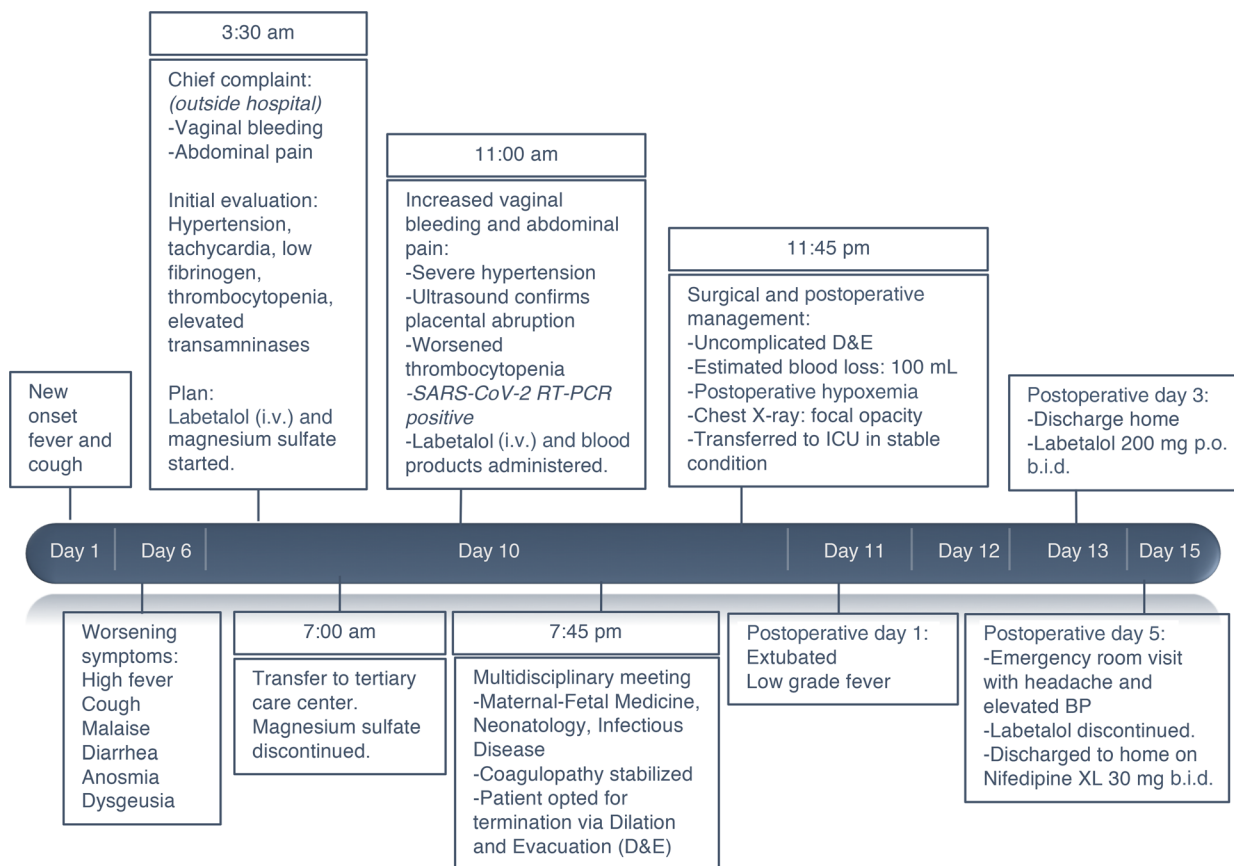 3:30 am
Chief complaint:
(outside hospital)
-Vaginal bleeding
-Abdominal pain
Initial evaluation:
Hypertension,
tachycardia, low
fibrinogen,
thrombocytopenia,
elevated
transamninases
Plan:
Labetalol (i.v.) and
magnesium sulfate
started.
11:00 am
Increased vaginal
bleeding and abdominal
pain:
-Severe hypertension
-Ultrasound confirms
placental abruption
-Worsened
thrombocytopenia
-SARS-CoV-2 RT-PCR
positive
-Labetalol (i.v.) and blood
products administered.
11:45 pm
Surgical and postoperative
management:
-Uncomplicated D&E
-Estimated blood loss: 100 mL
-Postoperative hypoxemia
-Chest X-ray: focal opacity
-Transferred to ICU in stable
condition
New
onset
fever and
cough
Postoperative day 3:
-Discharge home
-Labetalol 200 mg p.o.
b.i.d.
Day 1
Day 6
Day 10
Day 11
Day 12
Day 13
Day 15
Worsening
symptoms:
High fever
Cough
Malaise
Diarrhea
Anosmia
Dysgeusia
7:00 am
Transfer to tertiary
care center.
Magnesium sulfate
discontinued.
7:45 pm
Multidisciplinary meeting
-Maternal-Fetal Medicine,
Neonatology, Infectious
Disease
-Coagulopathy stabilized
-Patient opted for
termination via Dilation
and Evacuation (D&E)
Postoperative day 1:
Extubated
Low grade fever
Postoperative day 5:
-Emergency room visit
with headache and
elevated BP
-Labetalol discontinued.
-Discharged to home on
Nifedipine XL 30 mg b.i.d.